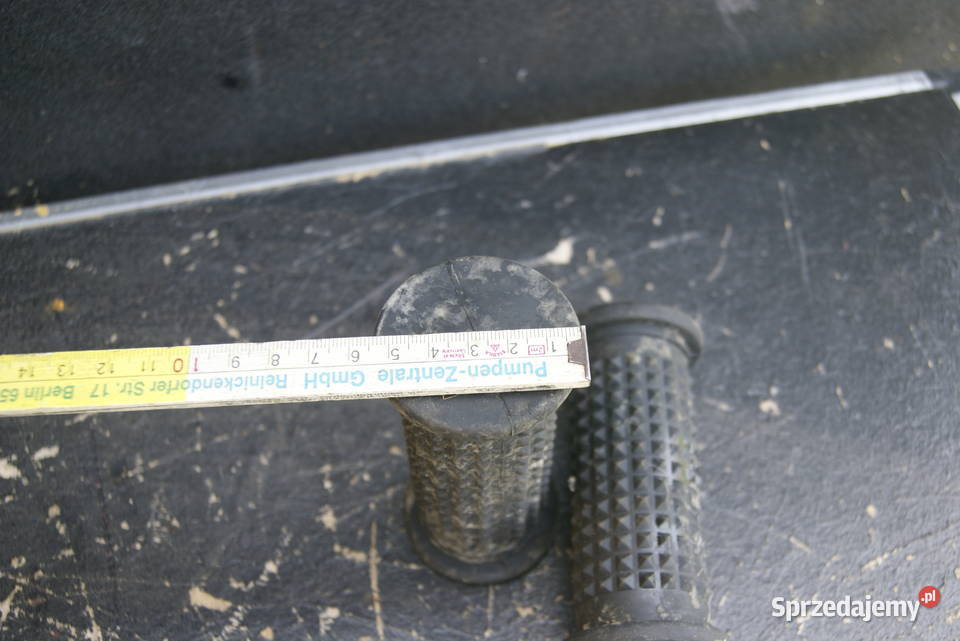 1 2m 2 3 4 5 6 7 8 9 10 11 12 13 14
Pumpen-Zentrale GmbH Reinickendorfer Str. 17 Berlin 65
Sprzedajemy.pl